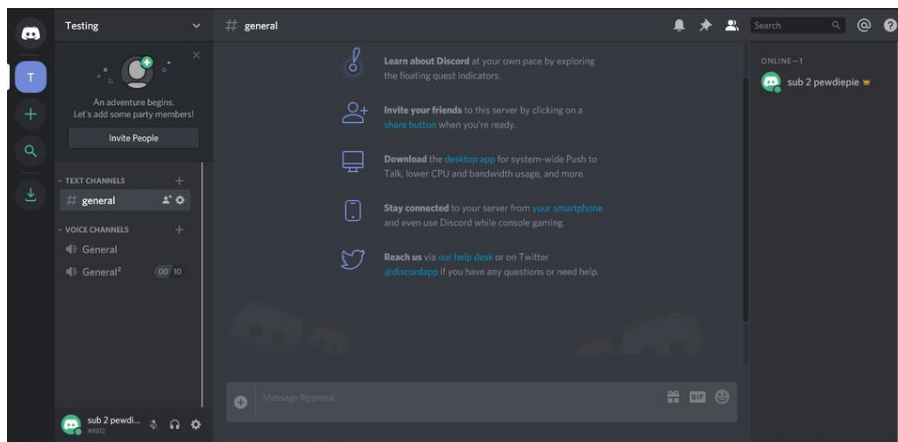 Testing
# general
Search
T
An adventure begins.
Let's add some party members!
Invite People
TEXT CHANNELS
# general
VOICE CHANNELS
General
General²
00 10
sub 2 pewdi...
#8812
Learn about Discord at your own pace by exploring
the floating quest indicators.
Invite your friends to this server by clicking on a
share button when you're ready.
Download the desktop app for system-wide Push to
Talk, lower CPU and bandwidth usage, and more.
Stay connected to your server from your smartphone
and even use Discord while console gaming.
Reach us via our help desk or on Twitter
@discordapp if you have any questions or need help.
Message #general
GIF
ONLINE—1
sub 2 pewdiepie